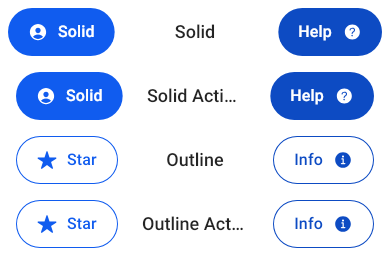 Solid Solid Help
Solid Solid Acti... Help
Star Outline Info
Star Outline Act... Info